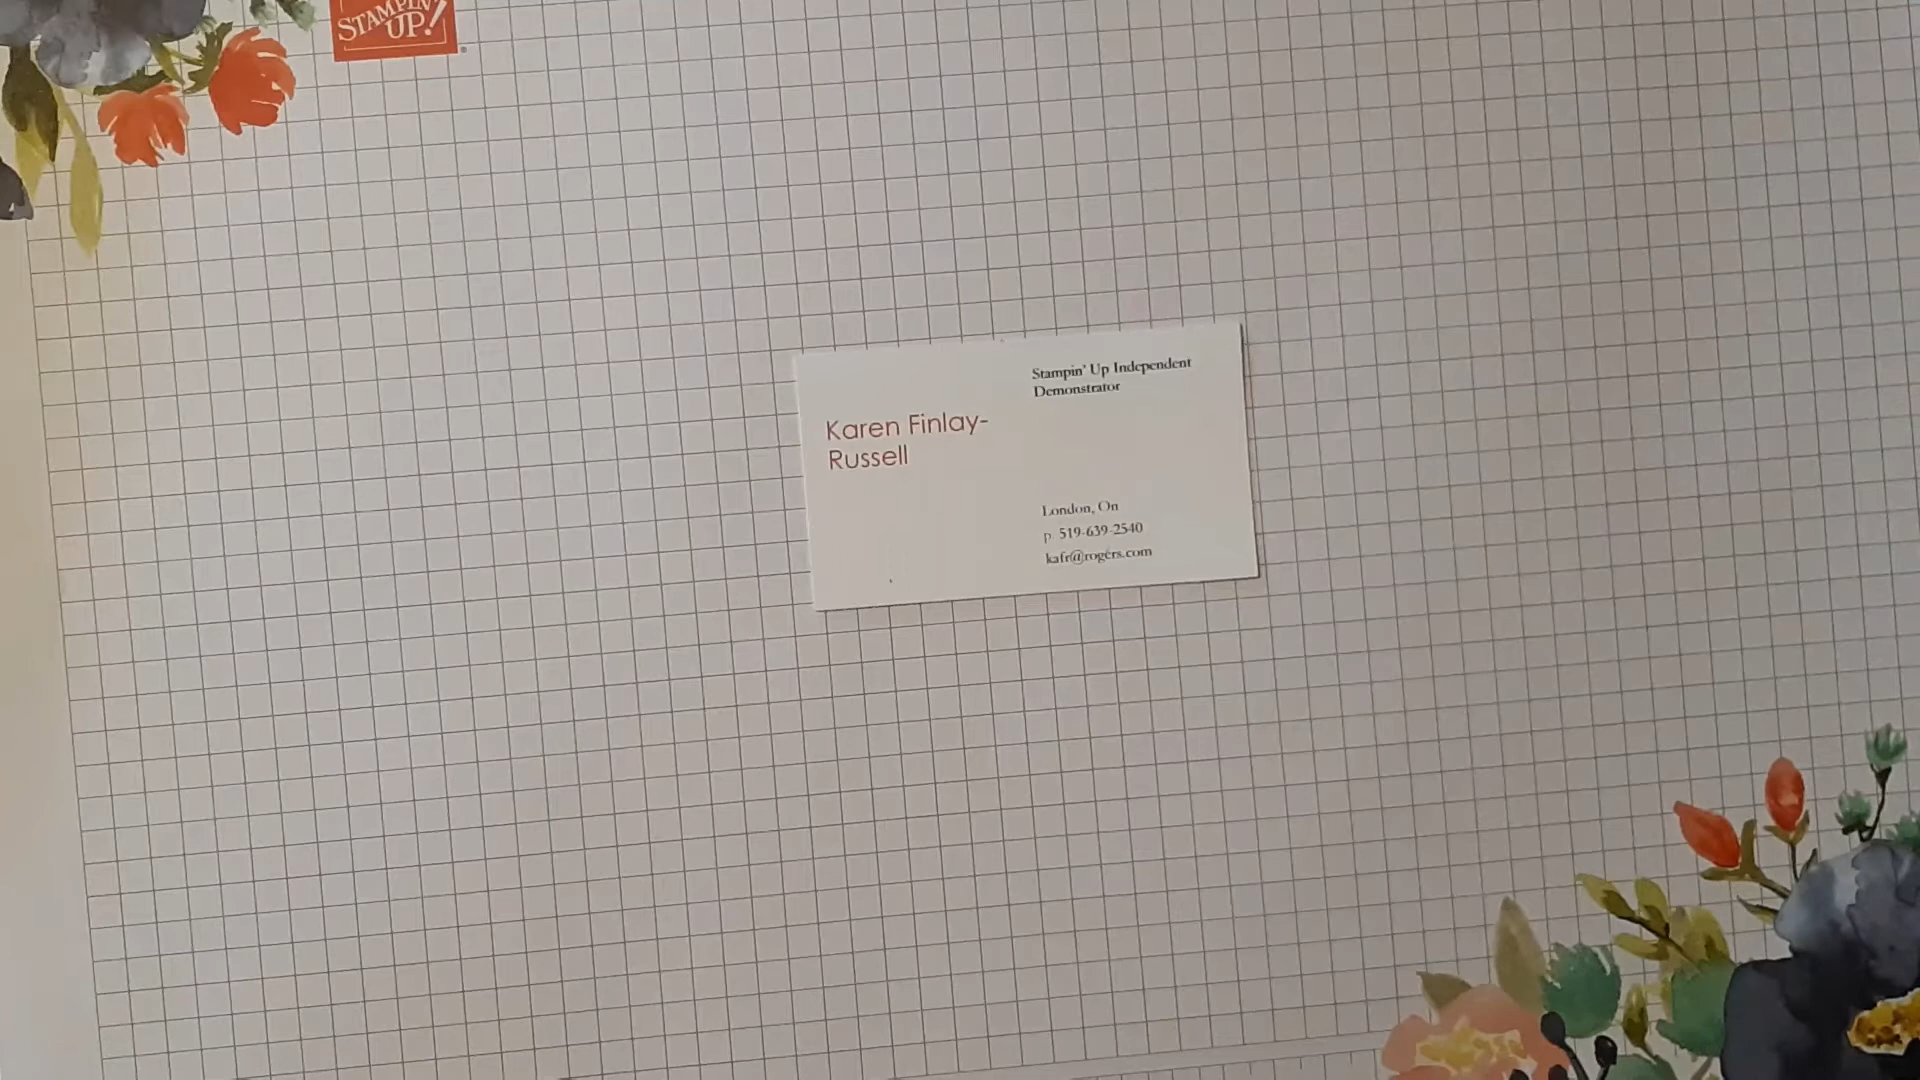 STAMPIN'
UP!
Stampin' Up Independent
Demonstrator
Karen Finlay-
Russell
London, On
p. 519-639-2540
kafr@rogers.com